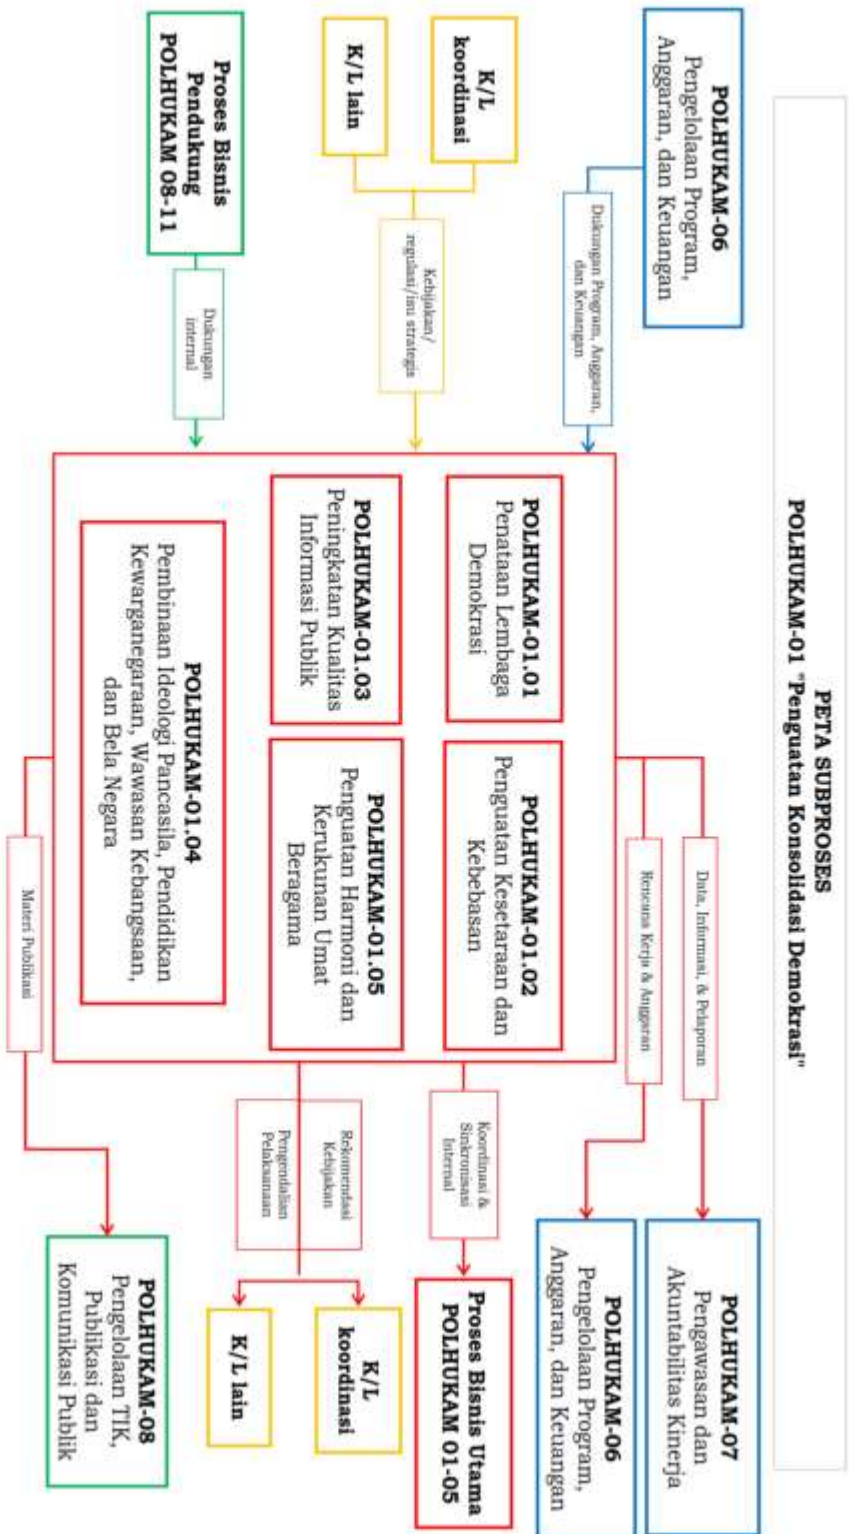 PETA SUBPROSES
POLHUKAM-01 "Penguatan Konsolidasi Demokrasi"
POLHUKAM-06
Pengelolaan Program,
Anggaran, dan Keuangan
Dukungan Program, Anggaran,
dan Keuangan
K/L
koordinasi
K/L lain
Kebijakan/
regulasi/isu strategis
Proses Bisnis
Pendukung
POLHUKAM 08-11
Dukungan
internal
POLHUKAM-01.01
Penataan Lembaga
Demokrasi
POLHUKAM-01.02
Penguatan Kesetaraan dan
Kebebasan
POLHUKAM-01.03
Peningkatan Kualitas
Informasi Publik
POLHUKAM-01.05
Penguatan Harmoni dan
Kerukunan Umat
Beragama
POLHUKAM-01.04
Pembinaan Ideologi Pancasila, Pendidikan
Kewarganegaraan, Wawasan Kebangsaan,
dan Bela Negara
Data, Informasi, & Pelaporan
Rencana Kerja & Anggaran
Koordinasi &
Sinkronisasi
Internal
Rekomendasi
Kebijakan
Pengendalian
Pelaksanaan
Materi Publikasi
POLHUKAM-07
Pengawasan dan
Akuntabilitas Kinerja
POLHUKAM-06
Pengelolaan Program,
Anggaran, dan Keuangan
Proses Bisnis Utama
POLHUKAM 01-05
K/L
koordinasi
K/L lain
POLHUKAM-08
Pengelolaan TIK,
Publikasi dan
Komunikasi Publik